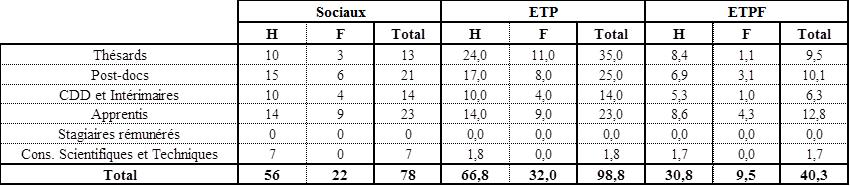 Sociaux ETP ETPF
H F Total H F Total H F Total
Thésards 10 3 13 24,0 11,0 35,0 8,4 1,1 9,5
Post-docs 15 6 21 17,0 8,0 25,0 6,9 3,1 10,1
CDD et Intérimaires 10 4 14 10,0 4,0 14,0 5,3 1,0 6,3
Apprentis 14 9 23 14,0 9,0 23,0 8,6 4,3 12,8
Stagiaires rémunérés 0 0 0 0,0 0,0 0,0 0,0 0,0 0,0
Cons. Scientifiques et Techniques 7 0 7 1,8 0,0 1,8 1,7 0,0 1,7
Total 56 22 78 66,8 32,0 98,8 30,8 9,5 40,3